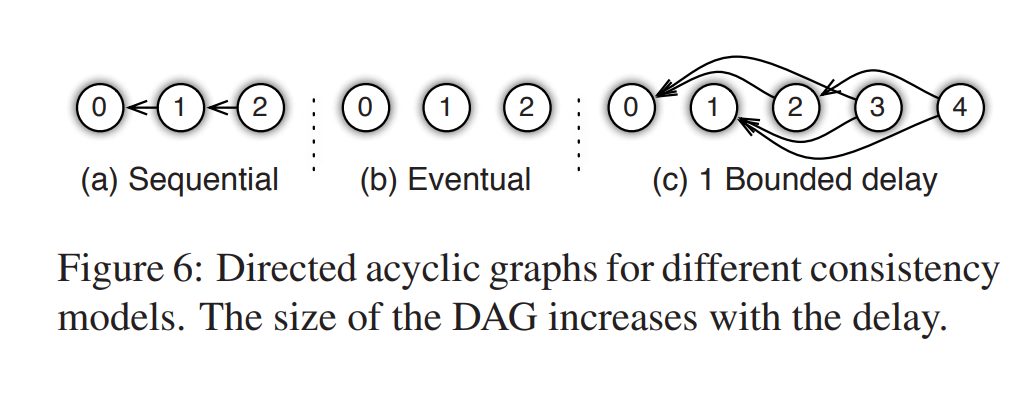 0 1 2 0 1 2 0 1 2 3 4
(a) Sequential (b) Eventual (c) 1 Bounded delay
Figure 6: Directed acyclic graphs for different consistency
models. The size of the DAG increases with the delay.